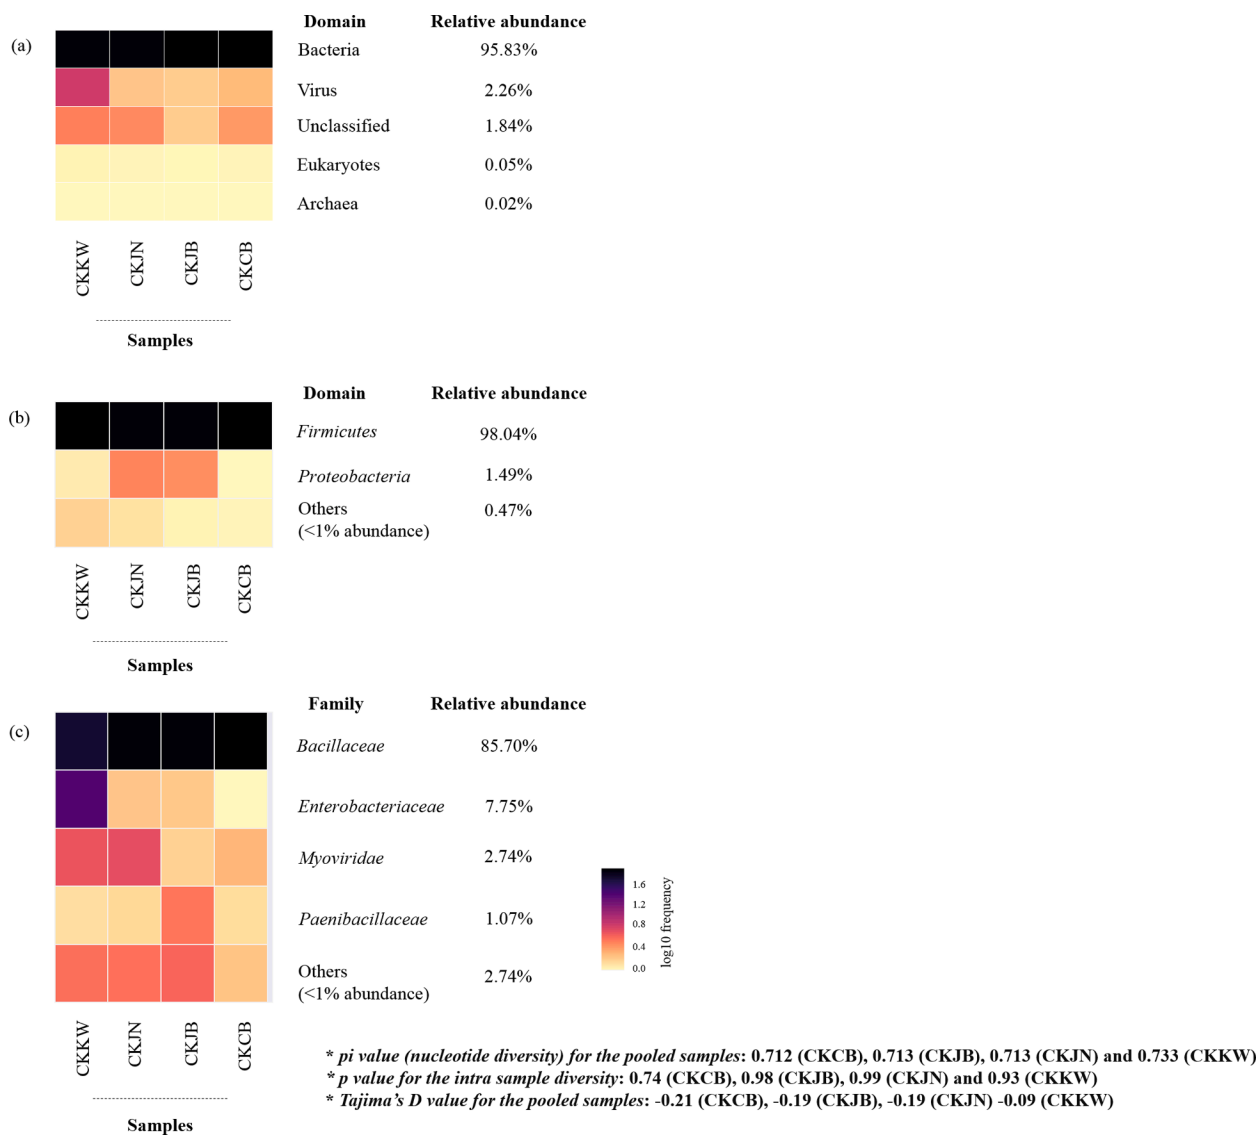 Domain Relative abundance
(a) Bacteria 95.83%
Virus 2.26%
Unclassified 1.84%
Eukaryotes 0.05%
Archaea 0.02%
CKKW CKJN CKJB CKCB
Samples
Domain Relative abundance
(b) Firmicutes 98.04%
Proteobacteria 1.49%
Others 0.47%
(<1% abundance)
CKKW CKJN CKJB CKCB
Samples
Family Relative abundance
(c) Bacillaceae 85.70%
Enterobacteriaceae 7.75%
Myoviridae 2.74%
Paenibacillaceae 1.07%
Others 2.74%
(<1% abundance)
1.6
1.2
0.8
0.4
0.0
log10 frequency
CKKW CKJN CKJB CKCB
Samples
* pi value (nucleotide diversity) for the pooled samples: 0.712 (CKCB), 0.713 (CKJB), 0.713 (CKJN) and 0.733 (CKKW)
* p value for the intra sample diversity: 0.74 (CKCB), 0.98 (CKJB), 0.99 (CKJN) and 0.93 (CKKW)
* Tajima's D value for the pooled samples: -0.21 (CKCB), -0.19 (CKJB), -0.19 (CKJN) -0.09 (CKKW)